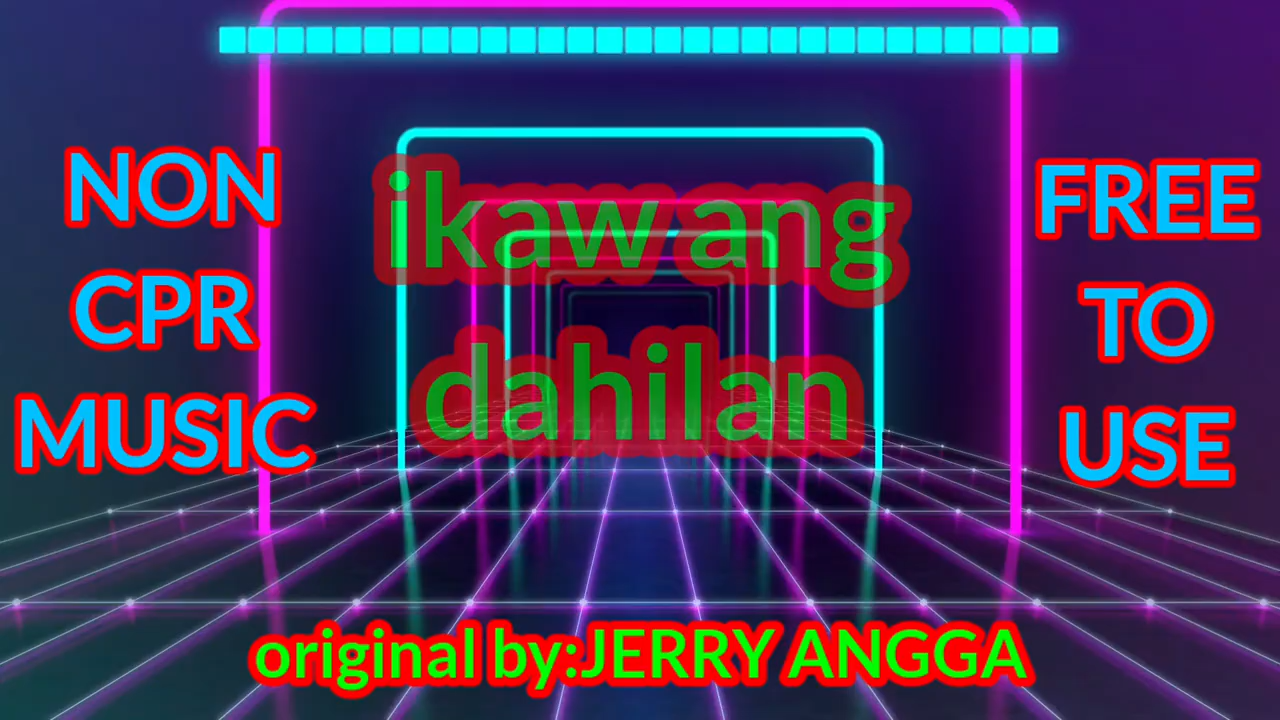 NON
CPR
MUSIC
ikaw ang
dahilan
FREE
TO
USE
original by:JERRY ANGGA